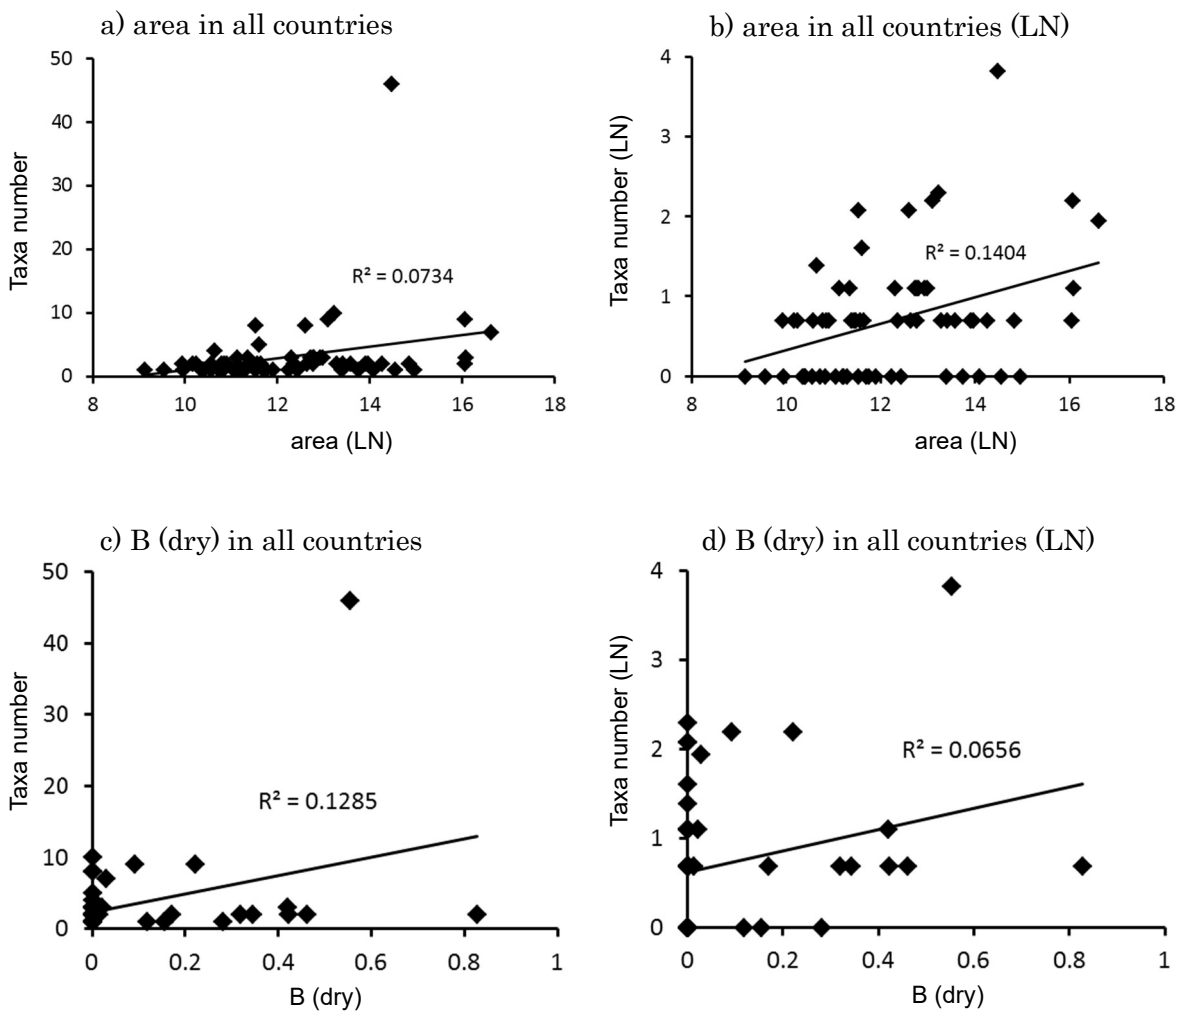 a) area in all countries
50
40
30
20
10
0
Taxa number
R² = 0.0734
8 10 12 14 16 18
area (LN)
b) area in all countries (LN)
4
3
2
1
0
Taxa number (LN)
R² = 0.1404
8 10 12 14 16 18
area (LN)
c) B (dry) in all countries
50
40
30
20
10
0
Taxa number
R² = 0.1285
0 0.2 0.4 0.6 0.8 1
B (dry)
d) B (dry) in all countries (LN)
4
3
2
1
0
Taxa number (LN)
R² = 0.0656
0 0.2 0.4 0.6 0.8 1
B (dry)